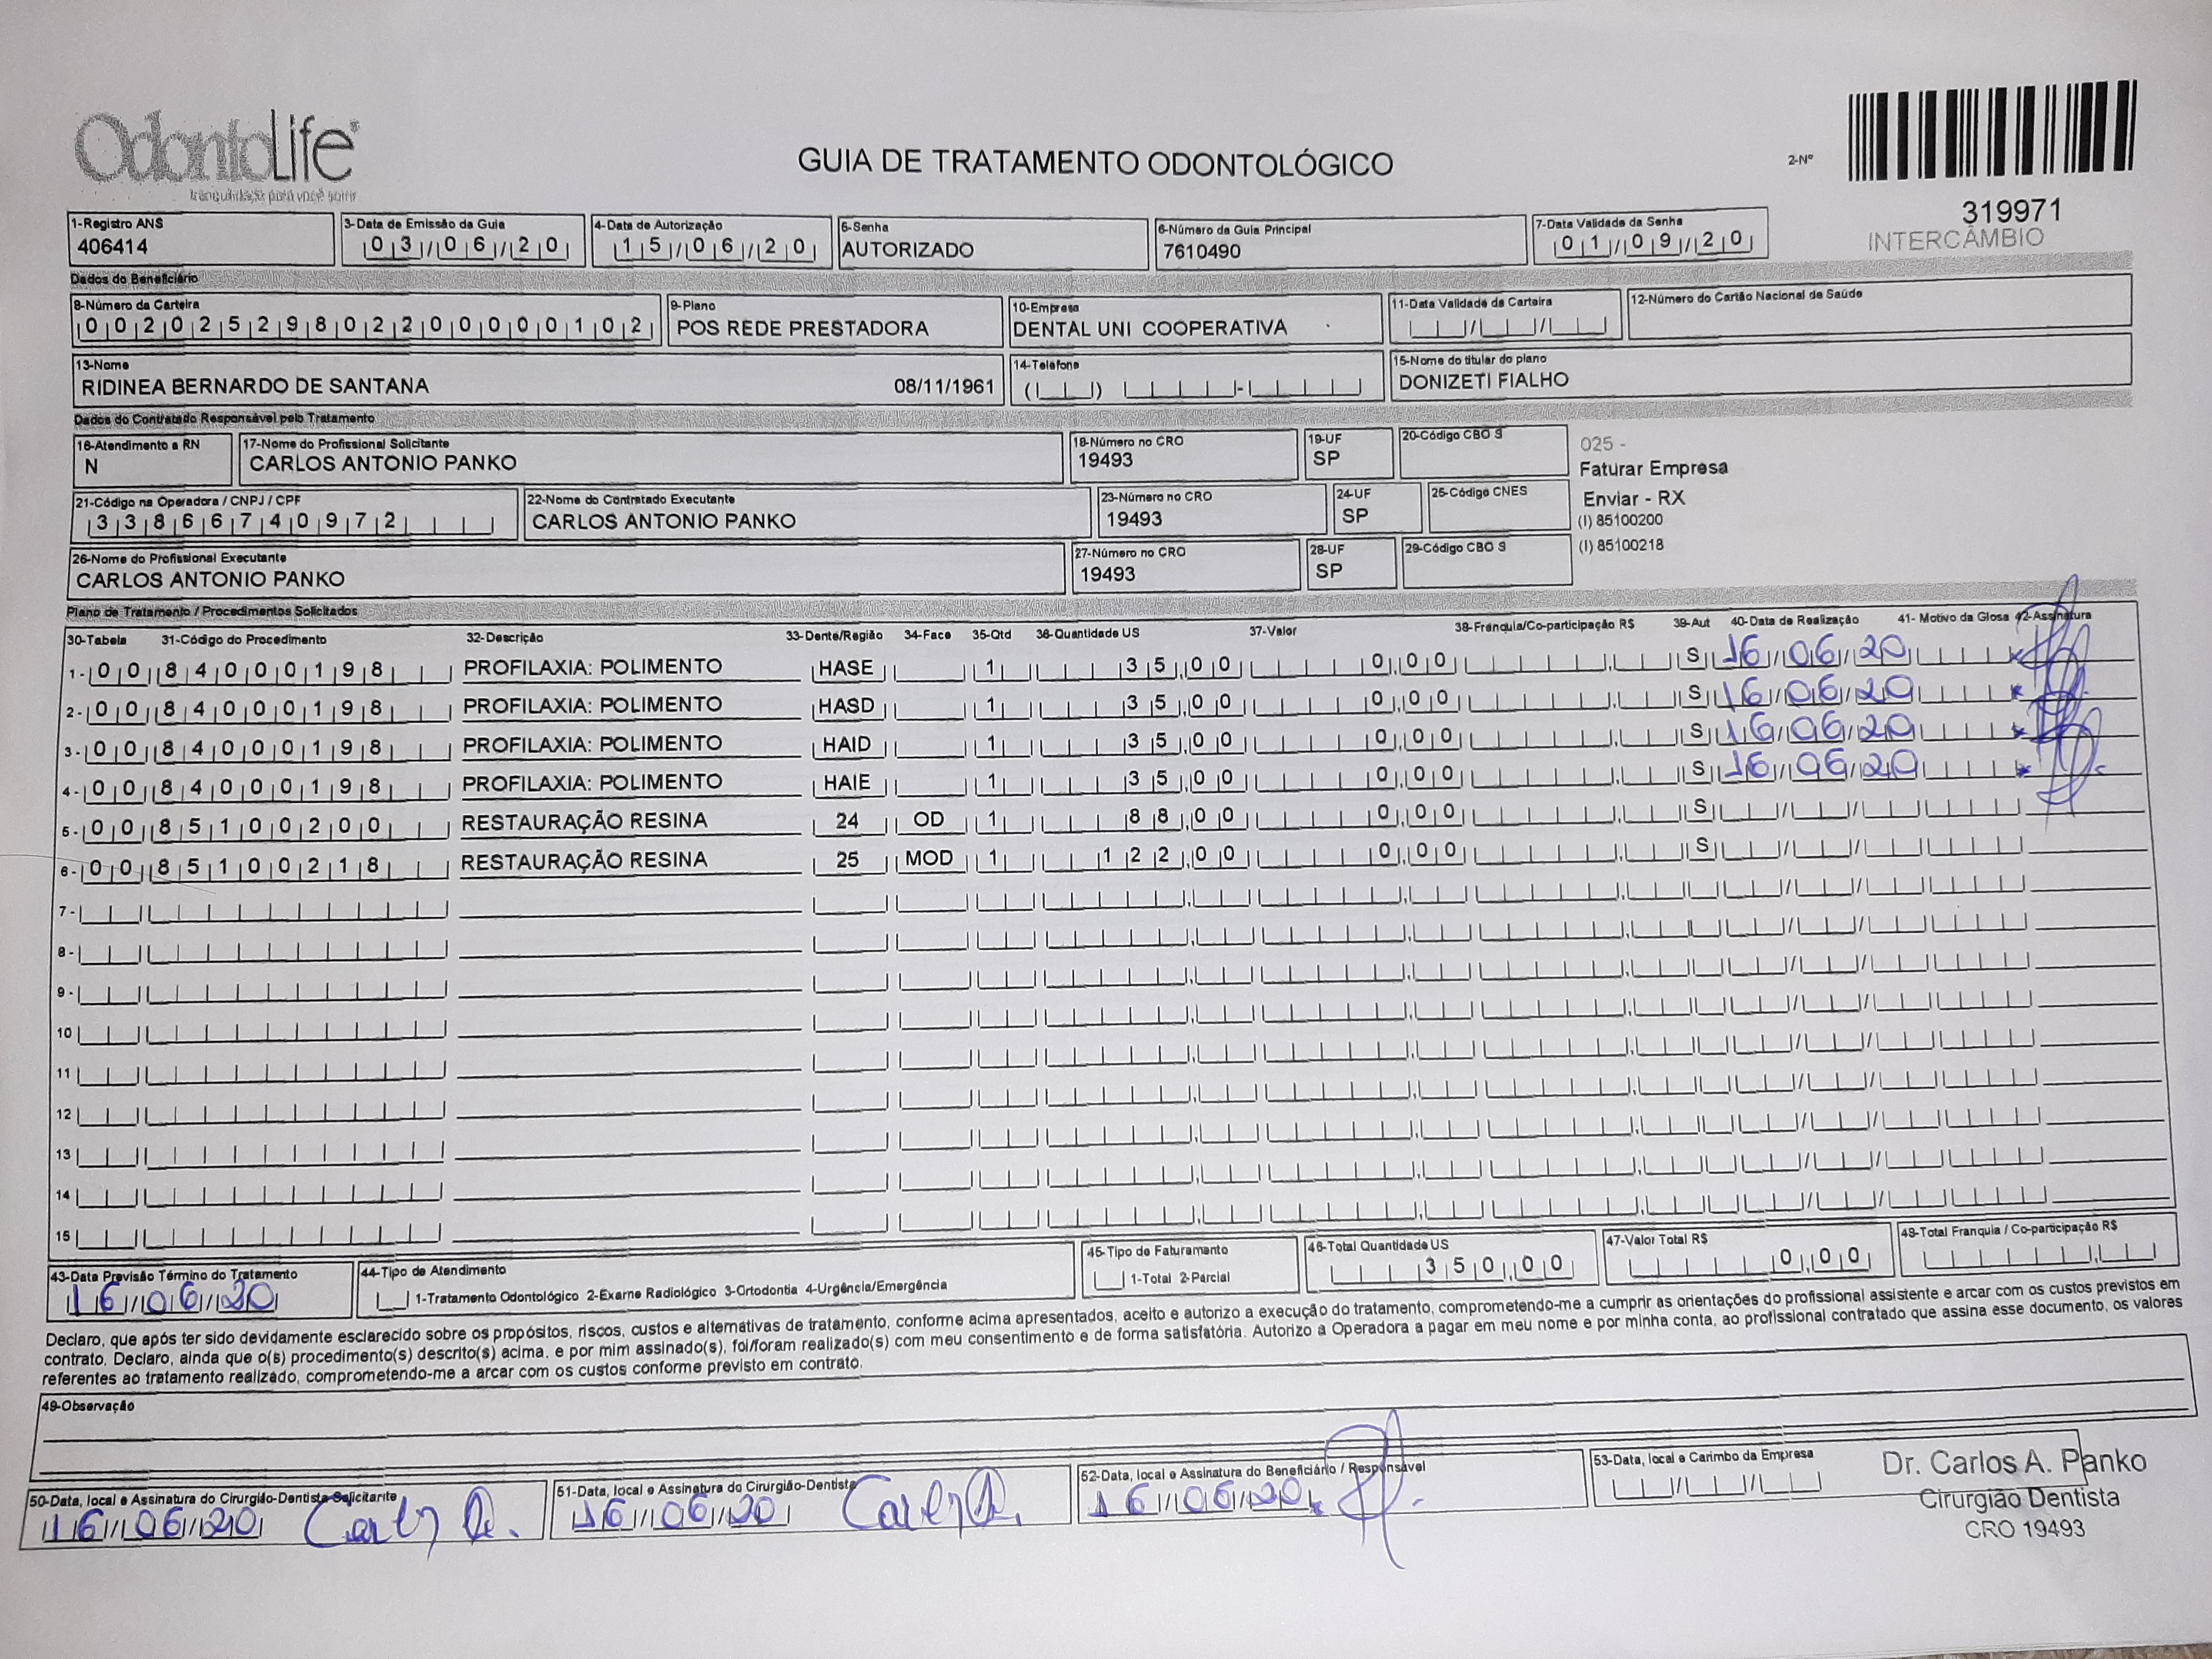 OdontoLife
tranquilidade para você sorrir
GUIA DE TRATAMENTO ODONTOLÓGICO
2-Nº
319971
INTERCÂMBIO
1-Registro ANS
406414
3-Data de Emissão da Guia
03/06/20
4-Data de Autorização
15/06/20
5-Senha
AUTORIZADO
6-Número da Guia Principal
7610490
7-Data Validade da Senha
01/09/20
Dados do Beneficiário
8-Número da Carteira
00202529802200000102
9-Plano
POS REDE PRESTADORA
10-Empresa
DENTAL UNI COOPERATIVA
11-Data Validade da Carteira
12-Número do Cartão Nacional de Saúde
13-Nome
RIDINEA BERNARDO DE SANTANA 08/11/1961
14-Telefone
15-Nome do titular do plano
DONIZETI FIALHO
Dados do Contratado Responsável pelo Tratamento
16-Atendimento a RN
N
17-Nome do Profissional Solicitante
CARLOS ANTONIO PANKO
18-Número no CRO
19493
19-UF
SP
20-Código CBO S
025 -
Faturar Empresa
Enviar - RX
(I) 85100200
(I) 85100218
21-Código na Operadora / CNPJ / CPF
33866740972
22-Nome do Contratado Executante
CARLOS ANTONIO PANKO
23-Número no CRO
19493
24-UF
SP
25-Código CNES
26-Nome do Profissional Executante
CARLOS ANTONIO PANKO
27-Número no CRO
19493
28-UF
SP
29-Código CBO S
Plano de Tratamento / Procedimentos Solicitados
30-Tabela 31-Código do Procedimento 32-Descrição 33-Dente/Região 34-Face 35-Qtd 36-Quantidade US 37-Valor 38-Franquia/Co-participação R$ 39-Aut 40-Data de Realização 41- Motivo da Glosa 42-Assinatura
1- 00 84000198 PROFILAXIA: POLIMENTO HASE 1 35,00 0,00 S 16/06/20
2- 00 84000198 PROFILAXIA: POLIMENTO HASD 1 35,00 0,00 S 16/06/20
3- 00 84000198 PROFILAXIA: POLIMENTO HAID 1 35,00 0,00 S 16/06/20
4- 00 84000198 PROFILAXIA: POLIMENTO HAIE 1 35,00 0,00 S 16/06/20
5- 00 85100200 RESTAURAÇÃO RESINA 24 OD 1 88,00 0,00 S
6- 00 85100218 RESTAURAÇÃO RESINA 25 MOD 1 122,00 0,00 S
7-
8-
9-
10
11
12
13
14
15
43-Data Previsão Término do Tratamento
16/06/20
44-Tipo de Atendimento
1-Tratamento Odontológico 2-Exame Radiológico 3-Ortodontia 4-Urgência/Emergência
45-Tipo de Faturamento
1-Total 2-Parcial
46-Total Quantidade US
350,00
47-Valor Total R$
0,00
48-Total Franquia / Co-participação R$
Declaro, que após ter sido devidamente esclarecido sobre os propósitos, riscos, custos e alternativas de tratamento, conforme acima apresentados, aceito e autorizo a execução do tratamento, comprometendo-me a cumprir as orientações do profissional assistente e arcar com os custos previstos em
contrato. Declaro, ainda que o(s) procedimento(s) descrito(s) acima, e por mim assinado(s), foi/foram realizado(s) com meu consentimento e de forma satisfatória. Autorizo a Operadora a pagar em meu nome e por minha conta, ao profissional contratado que assina esse documento, os valores
referentes ao tratamento realizado, comprometendo-me a arcar com os custos conforme previsto em contrato.
49-Observação
50-Data, local e Assinatura do Cirurgião-Dentista Solicitante
16/06/20
51-Data, local e Assinatura do Cirurgião-Dentista
16/06/20
52-Data, local e Assinatura do Beneficiário / Responsável
16/06/20
53-Data, local e Carimbo da Empresa
Dr. Carlos A. Panko
Cirurgião Dentista
CRO 19493